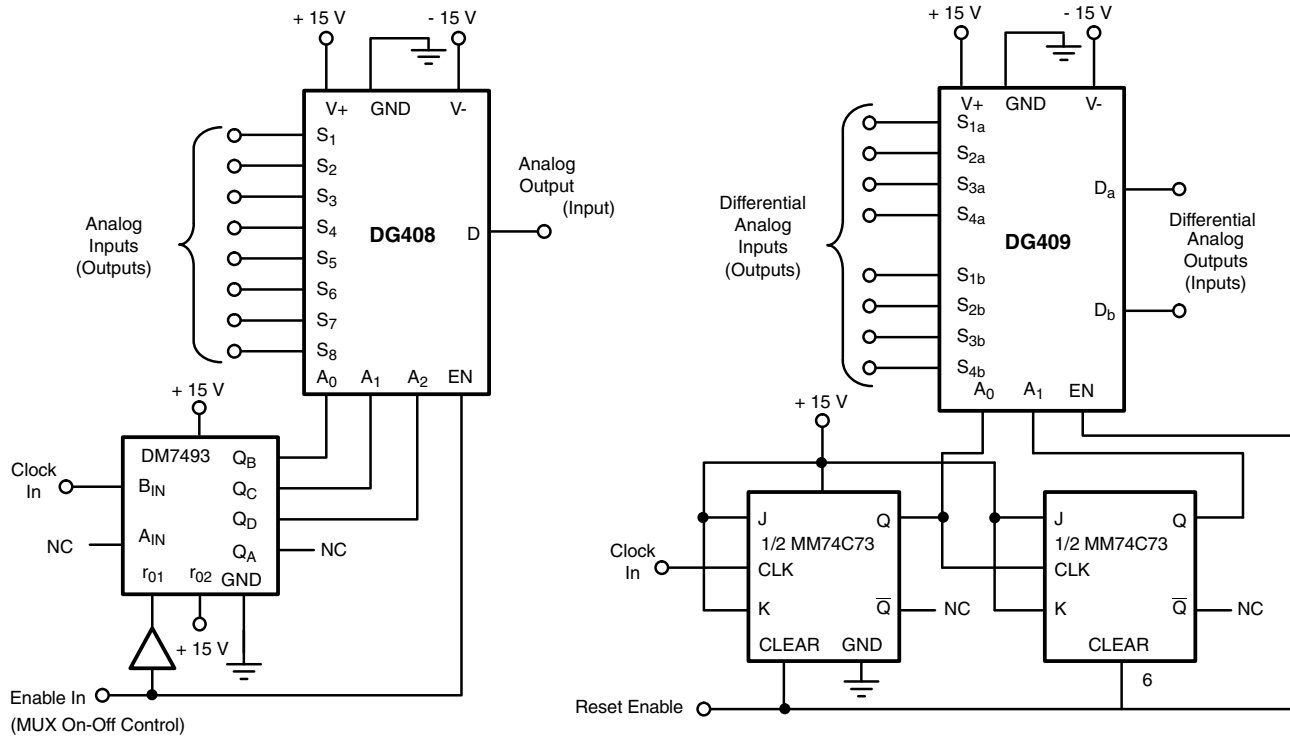 + 15 V
- 15 V
V+
GND
V-
S1
S2
S3
S4
S5
S6
S7
S8
Analog
Inputs
(Outputs)
DG408
D
Analog
Output
(Input)
A0
A1
A2
EN
+ 15 V
DM7493
QB
QC
QD
QA
NC
Clock
In
BIN
NC
AIN
r01
r02
GND
+ 15 V
Enable In
(MUX On-Off Control)
+ 15 V
- 15 V
V+
GND
V-
S1a
S2a
S3a
S4a
S1b
S2b
S3b
S4b
Differential
Analog
Inputs
(Outputs)
DG409
Da
Db
Differential
Analog
Outputs
(Inputs)
A0
A1
EN
+ 15 V
J
Q
1/2 MM74C73
Clock
In
CLK
K
Q
NC
CLEAR
GND
J
Q
1/2 MM74C73
CLK
K
Q
NC
CLEAR
6
Reset Enable